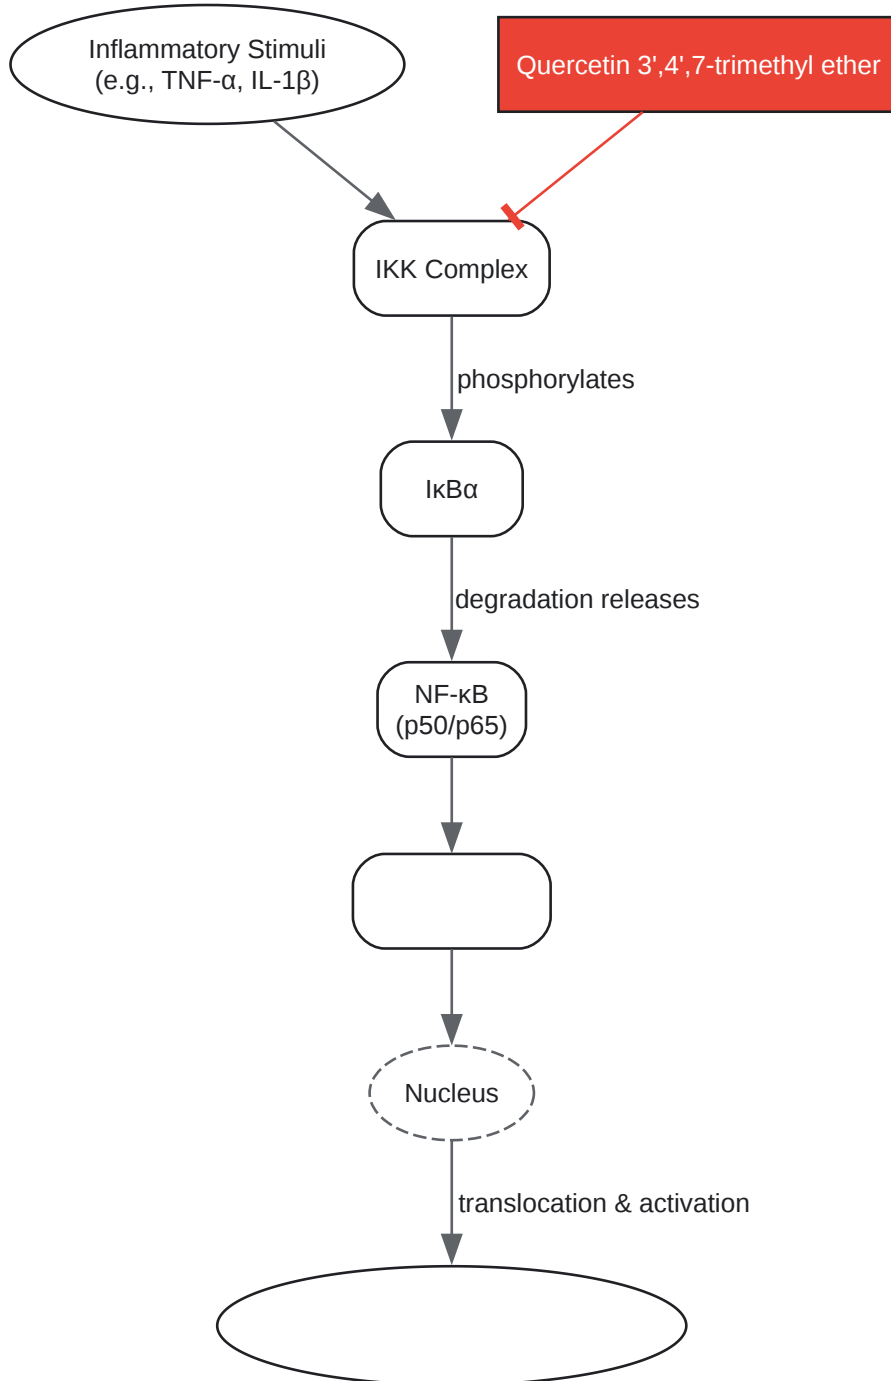 Inflammatory Stimuli
(e.g., TNF-α, IL-1β)
Quercetin 3',4',7-trimethyl ether
IKK Complex
phosphorylates
IκBα
degradation releases
NF-κB
(p50/p65)
Nucleus
translocation & activation